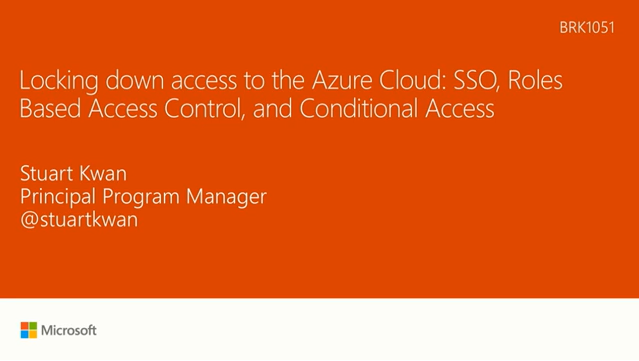 BRK1051
Locking down access to the Azure Cloud: SSO, Roles
Based Access Control, and Conditional Access
Stuart Kwan
Principal Program Manager
@stuartkwan
Microsoft